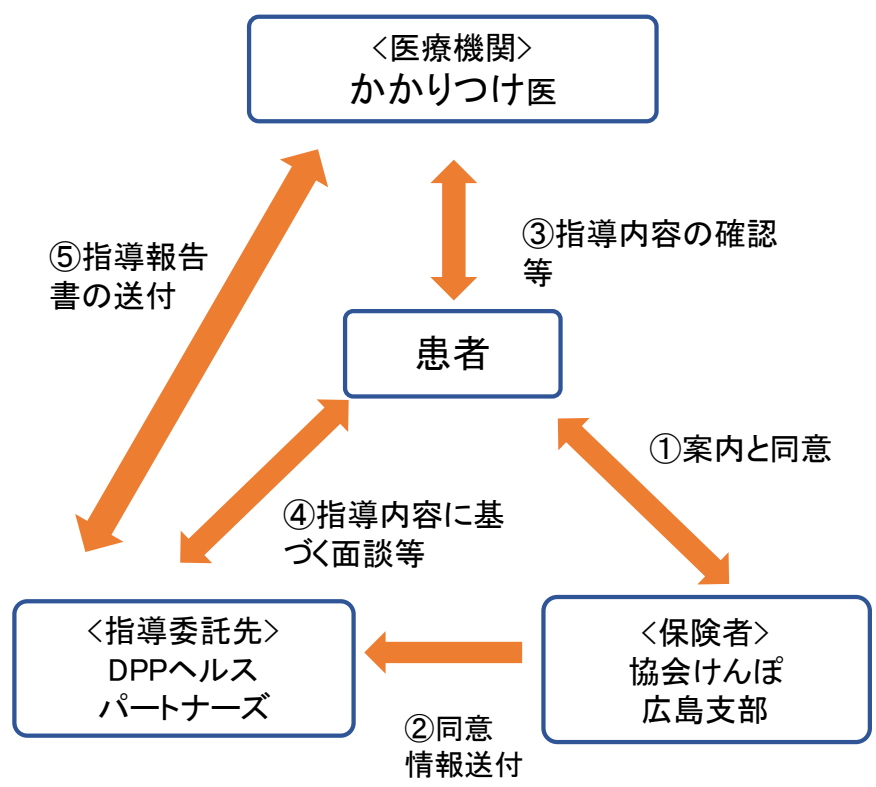 <医療機関>
かかりつけ医
③指導内容の確認
等
⑤指導報告
書の送付
患者
①案内と同意
④指導内容に基
づく面談等
<指導委託先>
DPPヘルス
パートナーズ
<保険者>
協会けんぽ
広島支部
②同意
情報送付